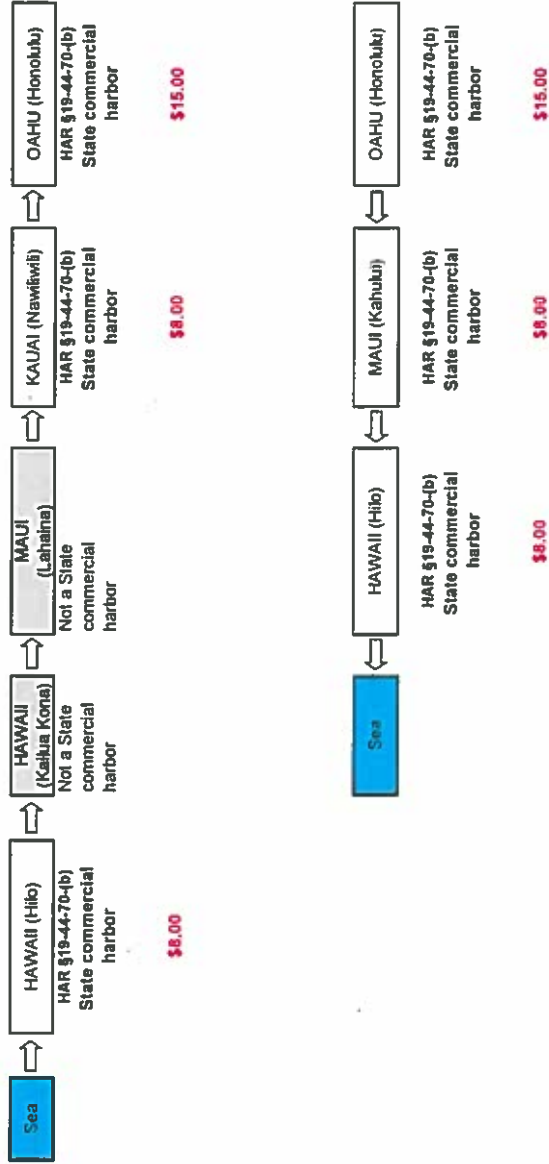 Sea
HAWAII (Hilo)
HAR §19-44-70-(b)
State commercial
harbor
$8.00
HAWAII
(Kailua Kona)
Not a State
commercial
harbor
MAUI
(Lahaina)
Not a State
commercial
harbor
KAUAI (Nawiliwili)
HAR §19-44-70-(b)
State commercial
harbor
$8.00
OAHU (Honolulu)
HAR §19-44-70-(b)
State commercial
harbor
$15.00
Sea
HAWAII (Hilo)
HAR §19-44-70-(b)
State commercial
harbor
$8.00
MAUI (Kahului)
HAR §19-44-70-(b)
State commercial
harbor
$8.00
OAHU (Honolulu)
HAR §19-44-70-(b)
State commercial
harbor
$15.00